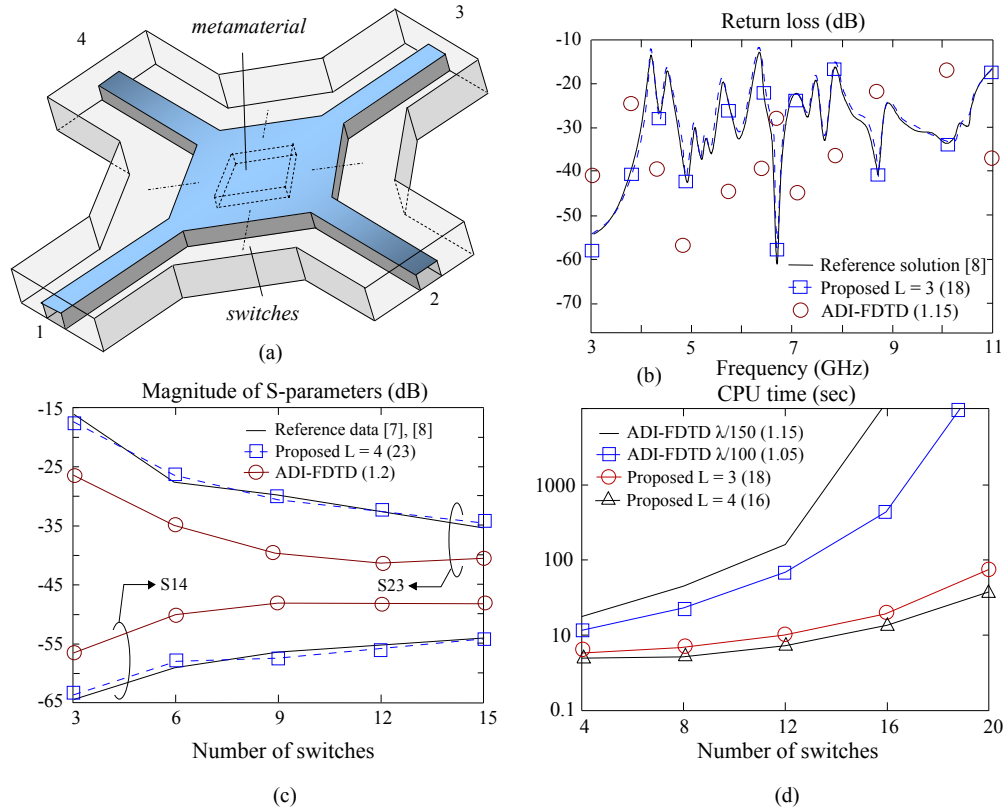 metamaterial
4
3
1
2
switches
(a)
Return loss (dB)
-10
-20
-30
-40
-50
-60
-70
Reference solution [8]
Proposed L = 3 (18)
ADI-FDTD (1.15)
3
5
7
9
11
Frequency (GHz)
(b)
Magnitude of S-parameters (dB)
-15
-25
-35
-45
-55
-65
Reference data [7], [8]
Proposed L = 4 (23)
ADI-FDTD (1.2)
S14
S23
3
6
9
12
15
Number of switches
(c)
CPU time (sec)
ADI-FDTD λ/150 (1.15)
ADI-FDTD λ/100 (1.05)
Proposed L = 3 (18)
Proposed L = 4 (16)
1000
100
10
0.1
4
8
12
16
20
Number of switches
(d)